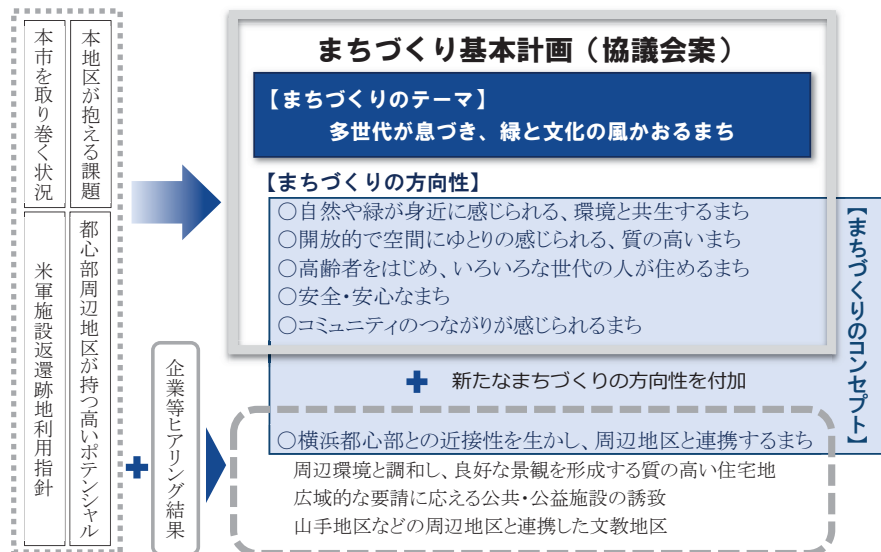 本市を取り巻く状況
本地区が抱える課題
米軍施設返還跡地利用指針
都心部周辺地区が持つ高いポテンシャル
企業等ヒアリング結果
まちづくり基本計画（協議会案）
【まちづくりのテーマ】
多世代が息づき、緑と文化の風かおるまち
【まちづくりの方向性】
○自然や緑が身近に感じられる、環境と共生するまち
○開放的で空間にゆとりの感じられる、質の高いまち
○高齢者をはじめ、いろいろな世代の人が住めるまち
○安全・安心なまち
○コミュニティのつながりが感じられるまち
新たなまちづくりの方向性を付加
○横浜都心部との近接性を生かし、周辺地区と連携するまち
周辺環境と調和し、良好な景観を形成する質の高い住宅地
広域的な要請に応える公共・公益施設の誘致
山手地区などの周辺地区と連携した文教地区
【まちづくりのコンセプト】